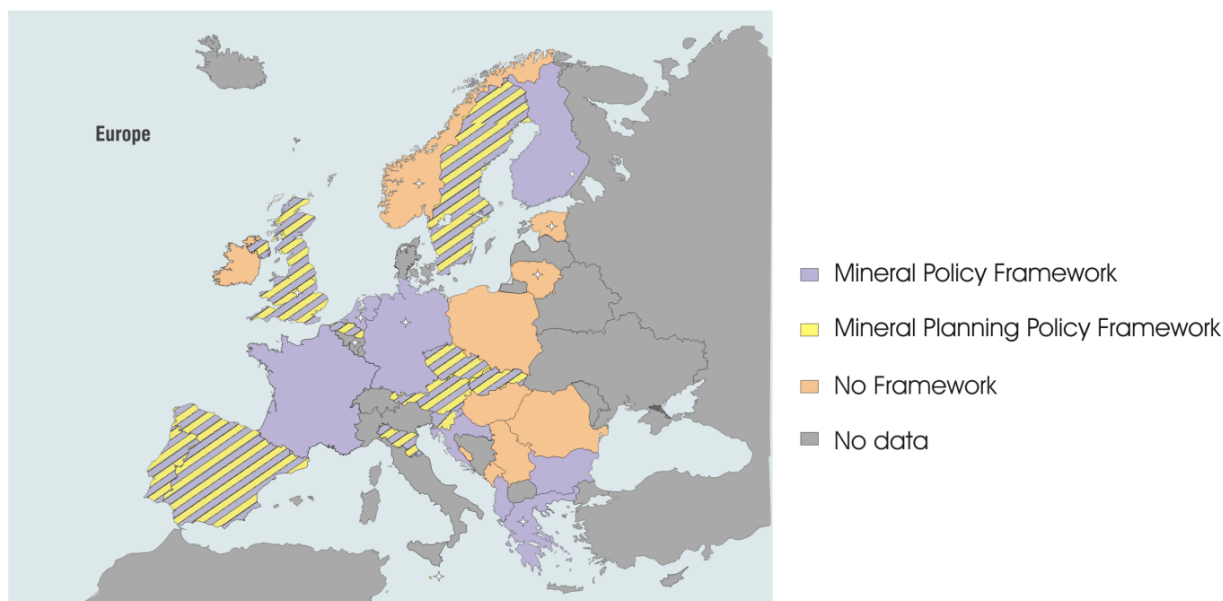 Europe
Mineral Policy Framework
Mineral Planning Policy Framework
No Framework
No data